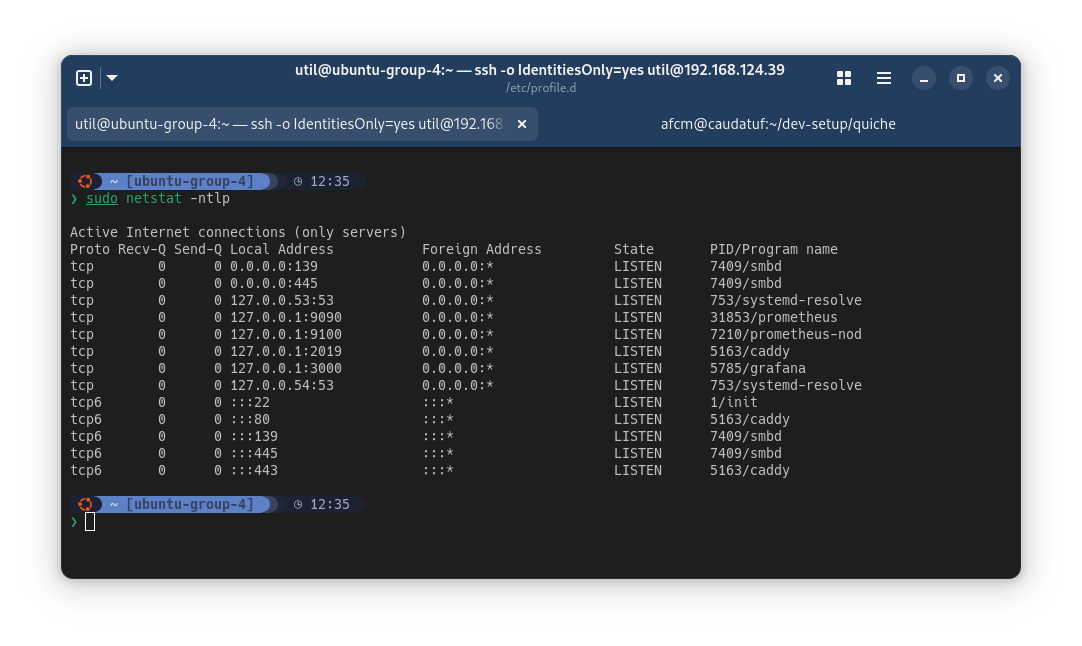 util@ubuntu-group-4:~ — ssh -o IdentitiesOnly=yes util@192.168.124.39
/etc/profile.d
util@ubuntu-group-4:~ — ssh -o IdentitiesOnly=yes util@192.168
afcm@caudatuf:~/dev-setup/quiche
~ [ubuntu-group-4] 12:35
❯ sudo netstat -ntlp
Active Internet connections (only servers)
Proto Recv-Q Send-Q Local Address           Foreign Address         State       PID/Program name
tcp        0      0 0.0.0.0:139             0.0.0.0:*               LISTEN      7409/smbd
tcp        0      0 0.0.0.0:445             0.0.0.0:*               LISTEN      7409/smbd
tcp        0      0 127.0.0.53:53           0.0.0.0:*               LISTEN      753/systemd-resolve
tcp        0      0 127.0.0.1:9090          0.0.0.0:*               LISTEN      31853/prometheus
tcp        0      0 127.0.0.1:9100          0.0.0.0:*               LISTEN      7210/prometheus-nod
tcp        0      0 127.0.0.1:2019          0.0.0.0:*               LISTEN      5163/caddy
tcp        0      0 127.0.0.1:3000          0.0.0.0:*               LISTEN      5785/grafana
tcp        0      0 127.0.0.54:53           0.0.0.0:*               LISTEN      753/systemd-resolve
tcp6       0      0 :::22                   :::*                    LISTEN      1/init
tcp6       0      0 :::80                   :::*                    LISTEN      5163/caddy
tcp6       0      0 :::139                  :::*                    LISTEN      7409/smbd
tcp6       0      0 :::445                  :::*                    LISTEN      7409/smbd
tcp6       0      0 :::443                  :::*                    LISTEN      5163/caddy
~ [ubuntu-group-4] 12:35
❯